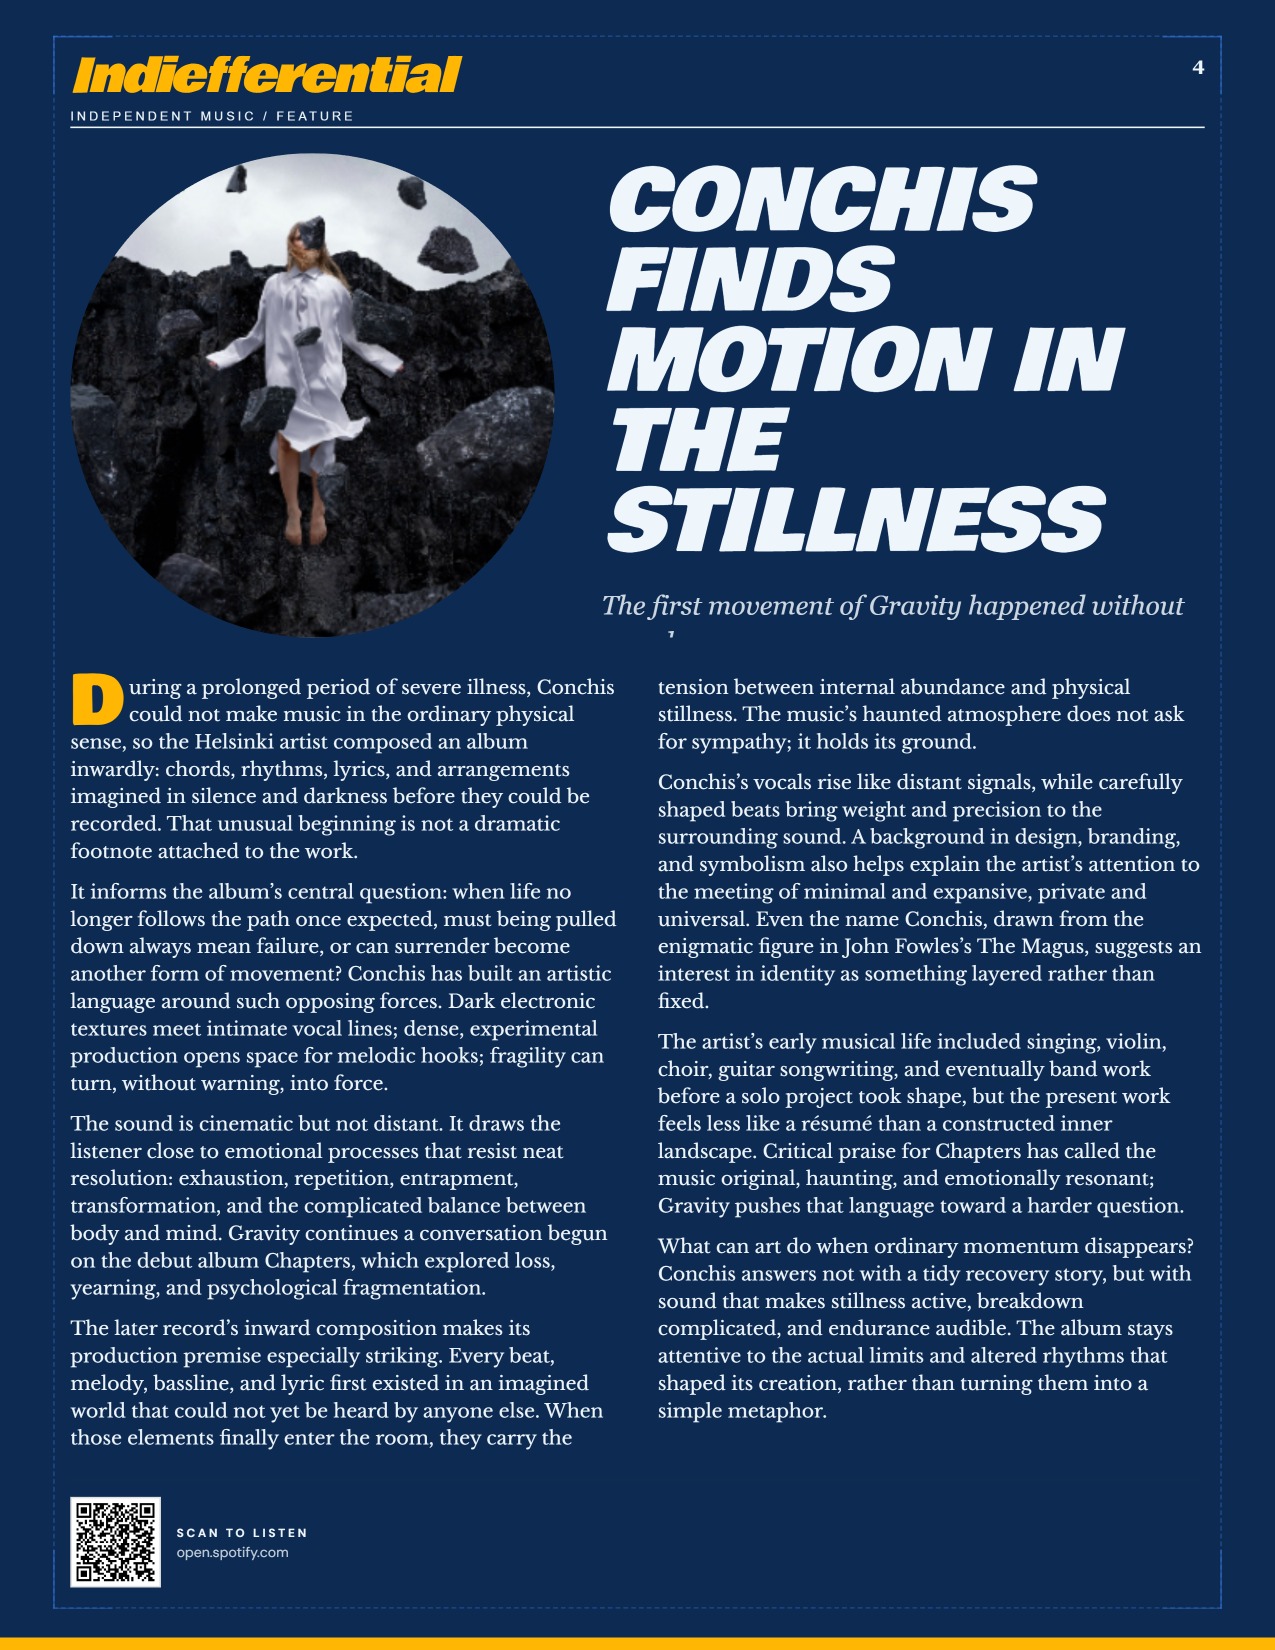 Indiefferential
4
INDEPENDENT MUSIC / FEATURE
CONCHIS
FINDS
MOTION IN
THE
STILLNESS
The first movement of Gravity happened without
During a prolonged period of severe illness, Conchis
could not make music in the ordinary physical
sense, so the Helsinki artist composed an album
inwardly: chords, rhythms, lyrics, and arrangements
imagined in silence and darkness before they could be
recorded. That unusual beginning is not a dramatic
footnote attached to the work.
It informs the album’s central question: when life no
longer follows the path once expected, must being pulled
down always mean failure, or can surrender become
another form of movement? Conchis has built an artistic
language around such opposing forces. Dark electronic
textures meet intimate vocal lines; dense, experimental
production opens space for melodic hooks; fragility can
turn, without warning, into force.
The sound is cinematic but not distant. It draws the
listener close to emotional processes that resist neat
resolution: exhaustion, repetition, entrapment,
transformation, and the complicated balance between
body and mind. Gravity continues a conversation begun
on the debut album Chapters, which explored loss,
yearning, and psychological fragmentation.
The later record’s inward composition makes its
production premise especially striking. Every beat,
melody, bassline, and lyric first existed in an imagined
world that could not yet be heard by anyone else. When
those elements finally enter the room, they carry the
tension between internal abundance and physical
stillness. The music’s haunted atmosphere does not ask
for sympathy; it holds its ground.
Conchis’s vocals rise like distant signals, while carefully
shaped beats bring weight and precision to the
surrounding sound. A background in design, branding,
and symbolism also helps explain the artist’s attention to
the meeting of minimal and expansive, private and
universal. Even the name Conchis, drawn from the
enigmatic figure in John Fowles’s The Magus, suggests an
interest in identity as something layered rather than
fixed.
The artist’s early musical life included singing, violin,
choir, guitar songwriting, and eventually band work
before a solo project took shape, but the present work
feels less like a résumé than a constructed inner
landscape. Critical praise for Chapters has called the
music original, haunting, and emotionally resonant;
Gravity pushes that language toward a harder question.
What can art do when ordinary momentum disappears?
Conchis answers not with a tidy recovery story, but with
sound that makes stillness active, breakdown
complicated, and endurance audible. The album stays
attentive to the actual limits and altered rhythms that
shaped its creation, rather than turning them into a
simple metaphor.
SCAN TO LISTEN
open.spotify.com